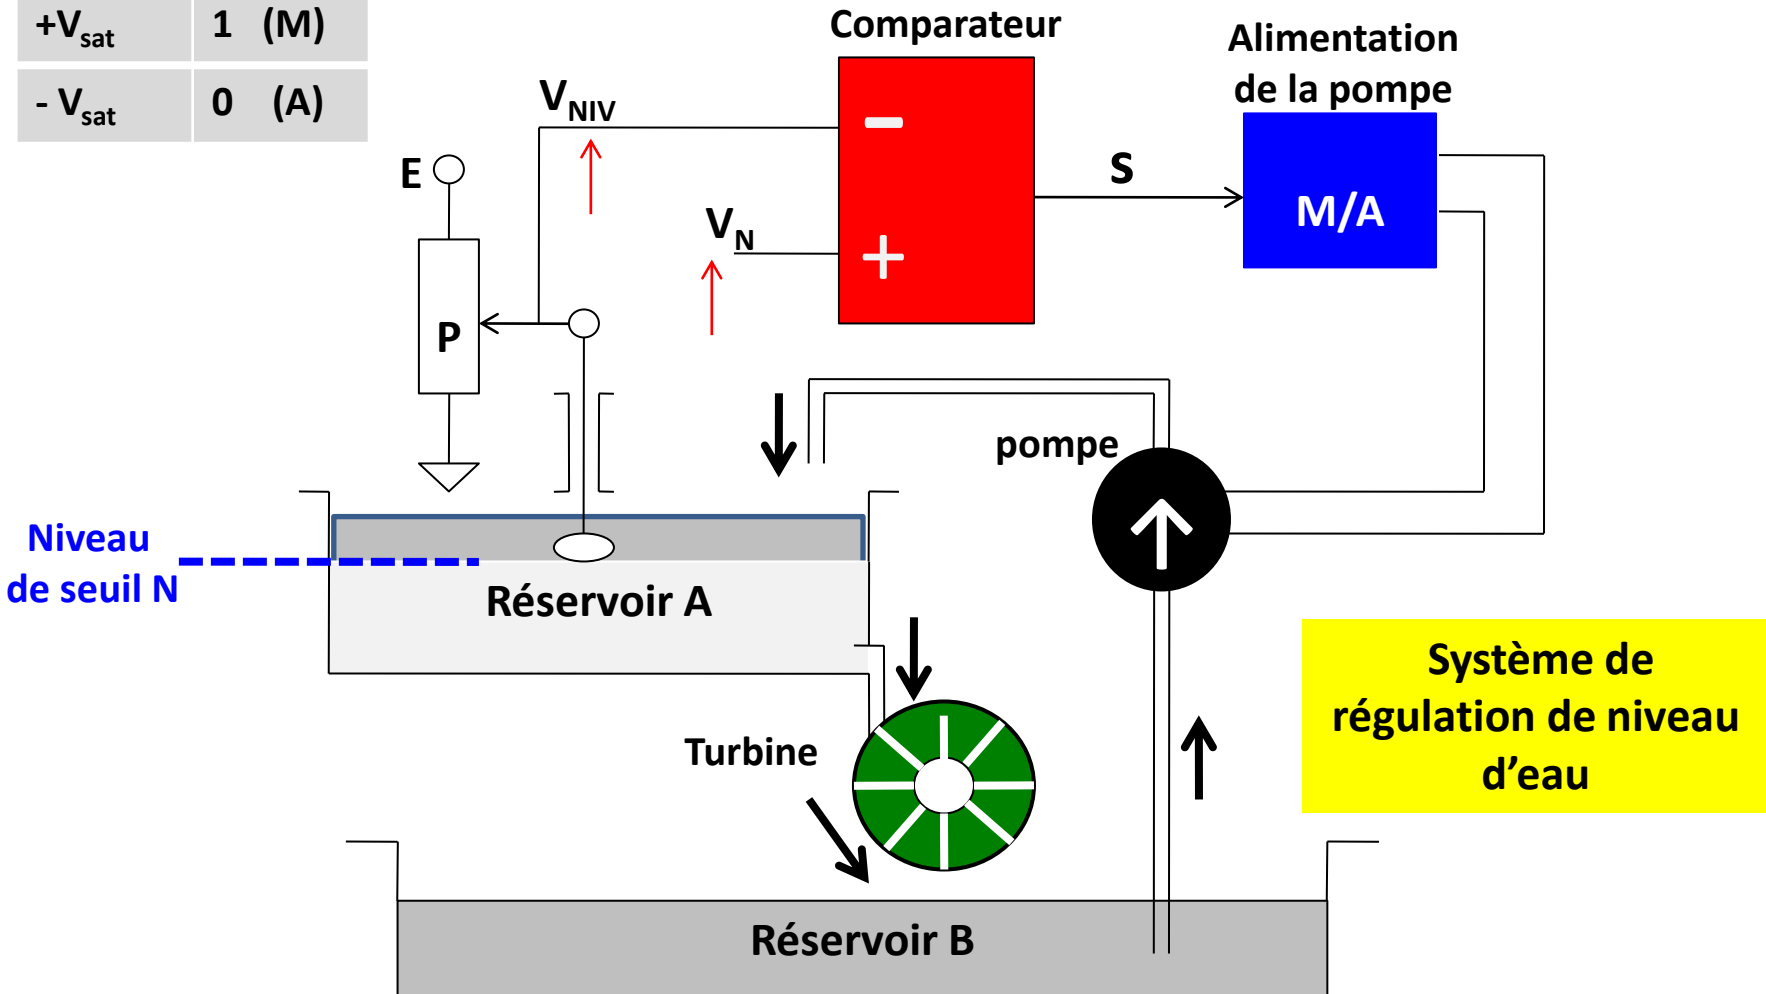 +Vsat 1 (M)
- Vsat 0 (A)
Comparateur
Alimentation
de la pompe
VNIV
−
E
S
M/A
VN
+
P
pompe
Niveau
de seuil N
Réservoir A
Système de
régulation de niveau
d’eau
Turbine
Réservoir B